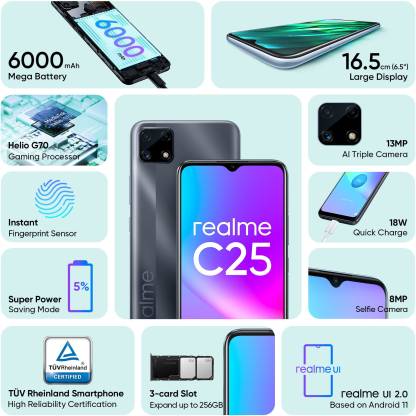 6000mAh
Mega Battery
6000
16.5cm (6.5")
Large Display
Helio G70
Gaming Processor
13MP
AI Triple Camera
Instant
Fingerprint Sensor
realme
C25
realme
18W
Quick Charge
5%
Super Power
Saving Mode
8MP
Selfie Camera
TÜVRheinland
CERTIFIED
TÜV Rheinland Smartphone
High Reliability Certification
3-card Slot
Expand up to 256GB
realme UI
realme UI 2.0
Based on Android 11